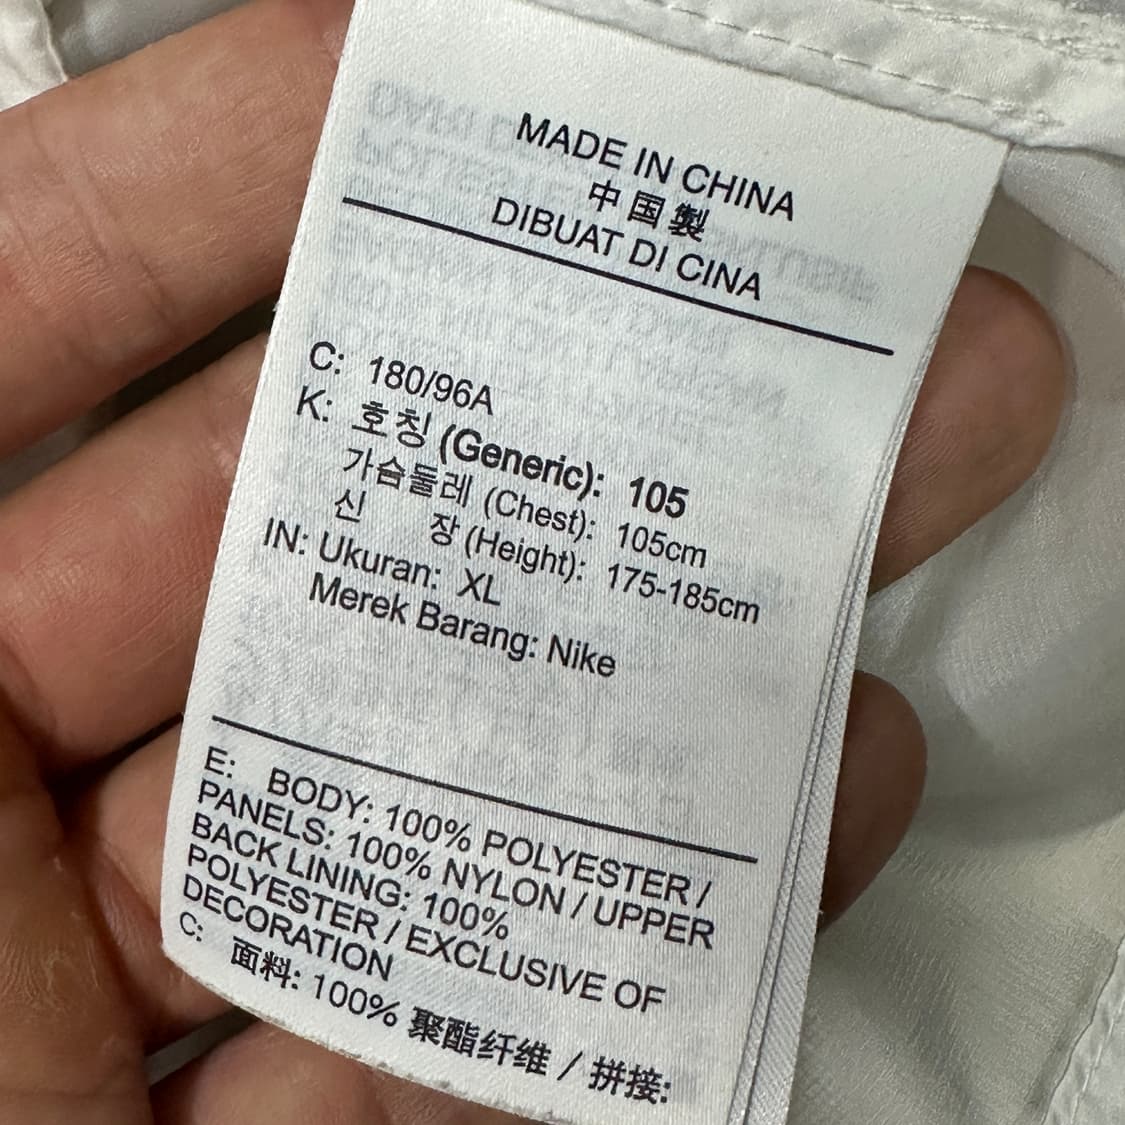 MADE IN CHINA
中国製
DIBUAT DI CINA
C: 180/96A
K: 호칭 (Generic): 105
가슴둘레 (Chest): 105cm
신 장 (Height): 175-185cm
IN: Ukuran: XL
Merek Barang: Nike
E: BODY: 100% POLYESTER /
PANELS: 100% NYLON / UPPER
BACK LINING: 100%
POLYESTER / EXCLUSIVE OF
DECORATION
C: 面料: 100% 聚酯纤维 / 拼接: